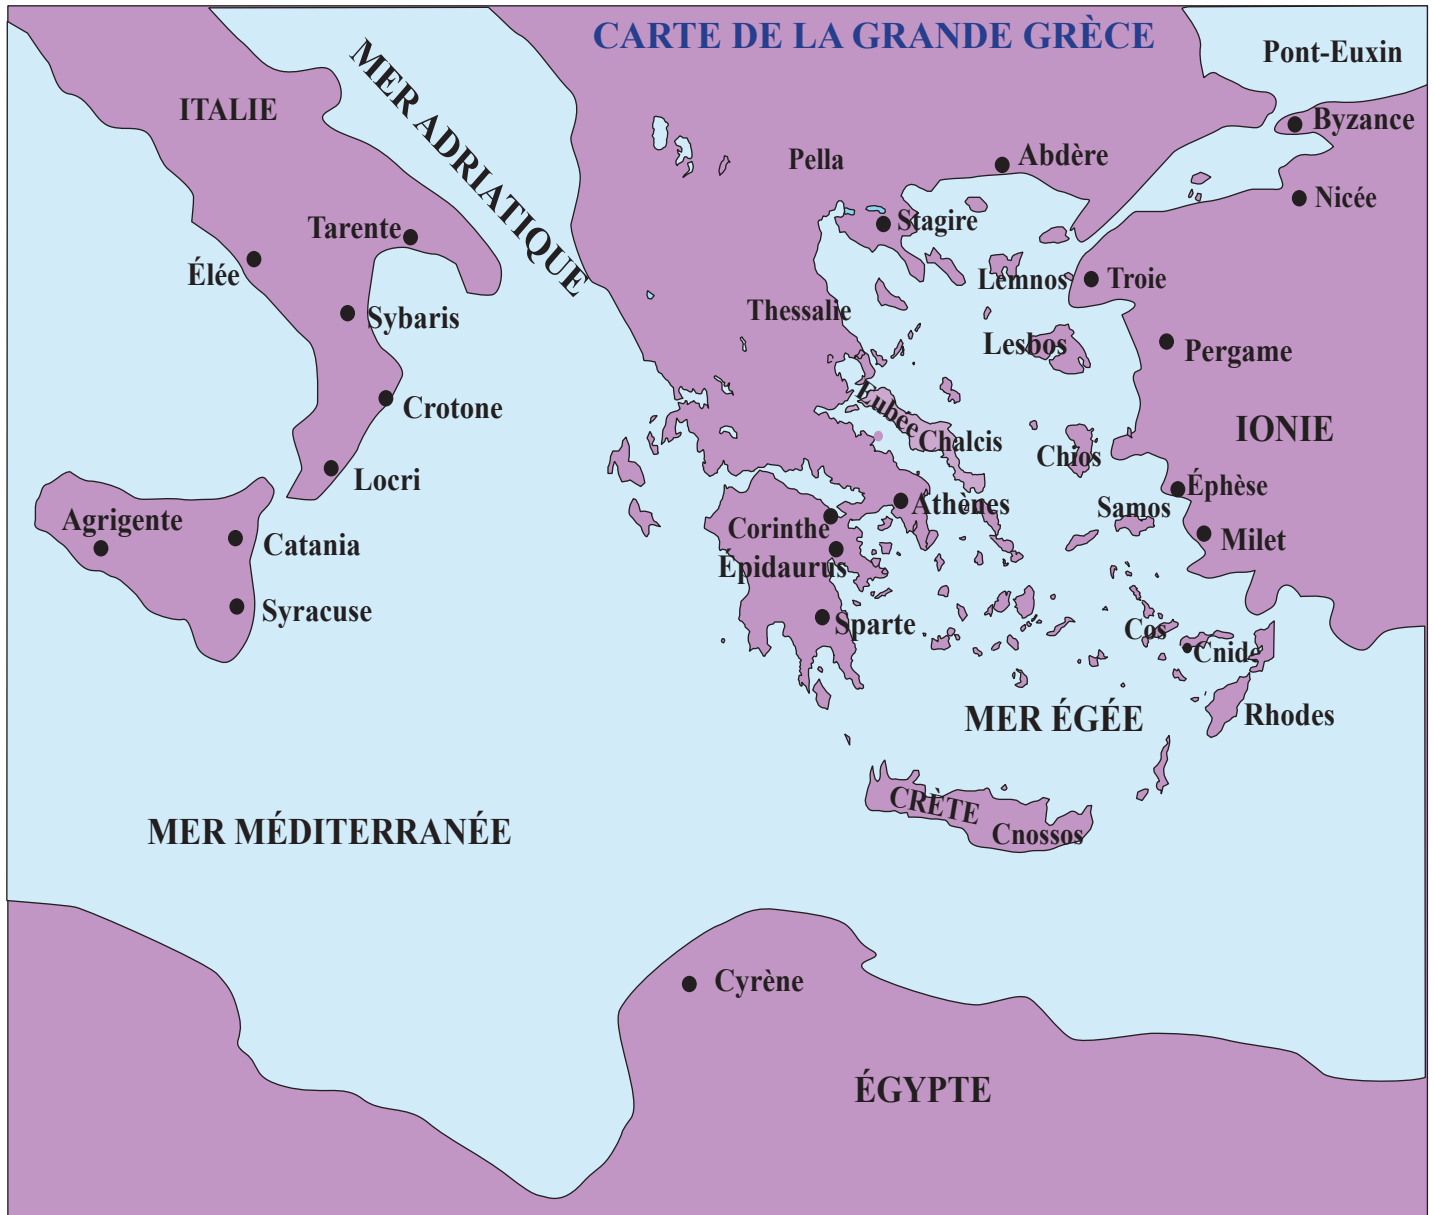 CARTE DE LA GRANDE GRÈCE
Pont-Euxin
ITALIE
MER ADRIATIQUE
Byzance
Pella
Abdère
Nicée
Tarente
Stagire
Élée
Lemnos
Troie
Sybaris
Thessalie
Lesbos
Pergame
Crotone
Eubée
Chalcis
IONIE
Chios
Locri
Éphèse
Athènes
Samos
Agrigente
Corinthe
Catania
Milet
Épidaurus
Syracuse
Sparte
Cos
Cnide
MER ÉGÉE
Rhodes
CRÈTE
Cnossos
MER MÉDITERRANÉE
Cyrène
ÉGYPTE